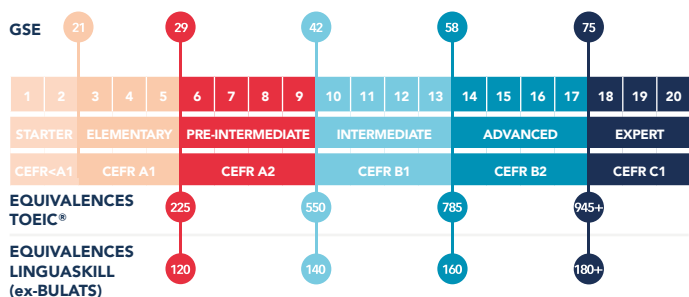 GSE 21 29 42 58 75
1 2 3 4 5 6 7 8 9 10 11 12 13 14 15 16 17 18 19 20
STARTER ELEMENTARY PRE-INTERMEDIATE INTERMEDIATE ADVANCED EXPERT
CEFR<A1 CEFR A1 CEFR A2 CEFR B1 CEFR B2 CEFR C1
EQUIVALENCES
TOEIC® 225 550 785 945+
EQUIVALENCES
LINGUASKILL 120 140 160 180+
(ex-BULATS)